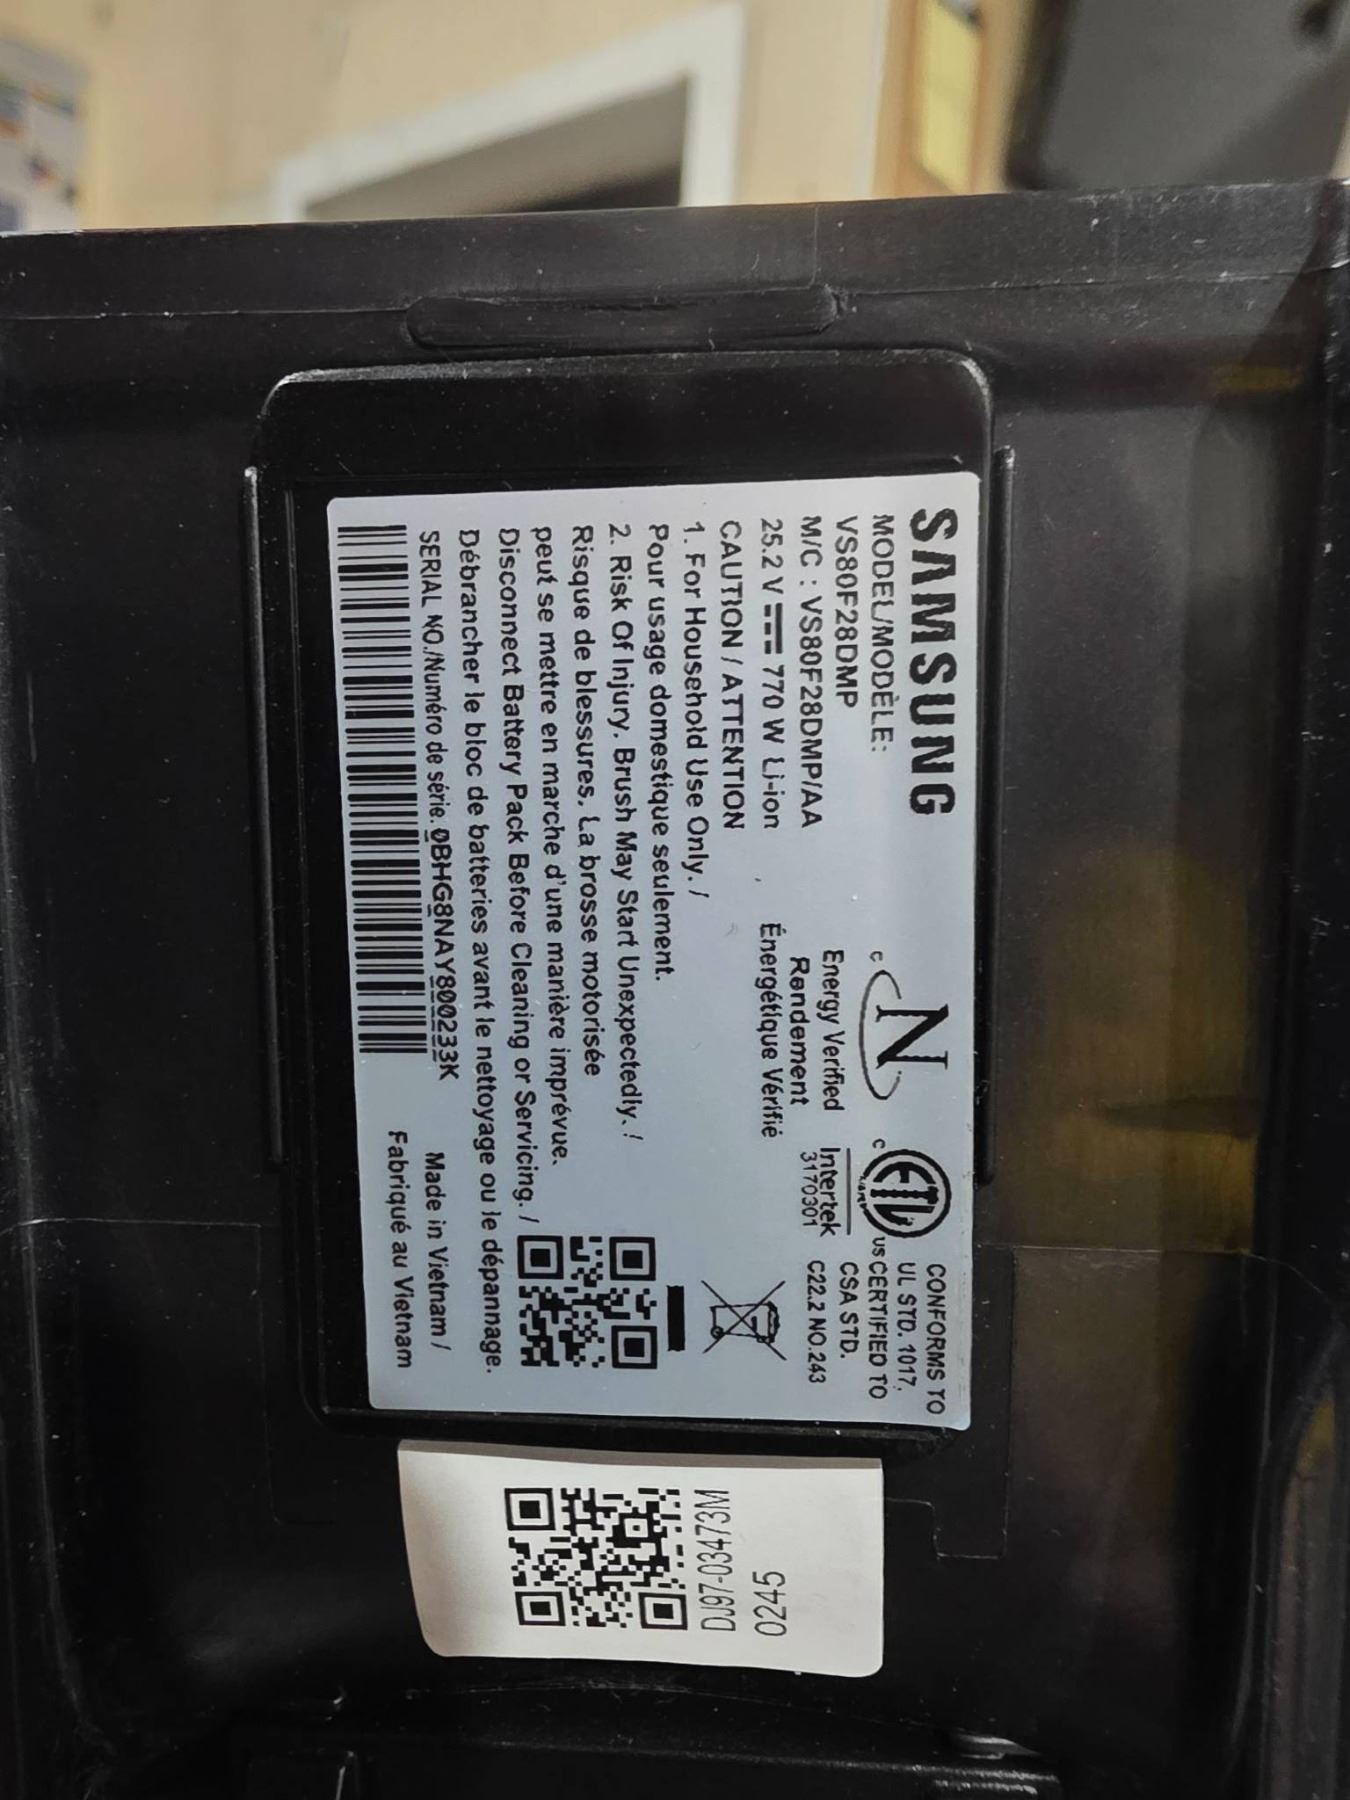 SAMSUNG
MODEL/MODÈLE:
VS80F28DMP
M/C : VS80F28DMP/AA
25.2 V 770 W Li-ion
CAUTION / ATTENTION
1. For Household Use Only. /
Pour usage domestique seulement.
2. Risk Of Injury. Brush May Start Unexpectedly. /
Risque de blessures. La brosse motorisée
peut se mettre en marche d'une manière imprévue.
Disconnect Battery Pack Before Cleaning or Servicing. /
Débrancher le bloc de batteries avant le nettoyage ou le dépannage.
SERIAL NO./Numéro de série: 0BHG8NAY800233K
c N
Energy Verified
Rendement
Énergétique Vérifié
c ETL us
Intertek
3170301
CONFORMS TO
UL STD. 1017.
CERTIFIED TO
CSA STD.
C22.2 NO.243
Made in Vietnam /
Fabriqué au Vietnam
0245
DJ97-03473M